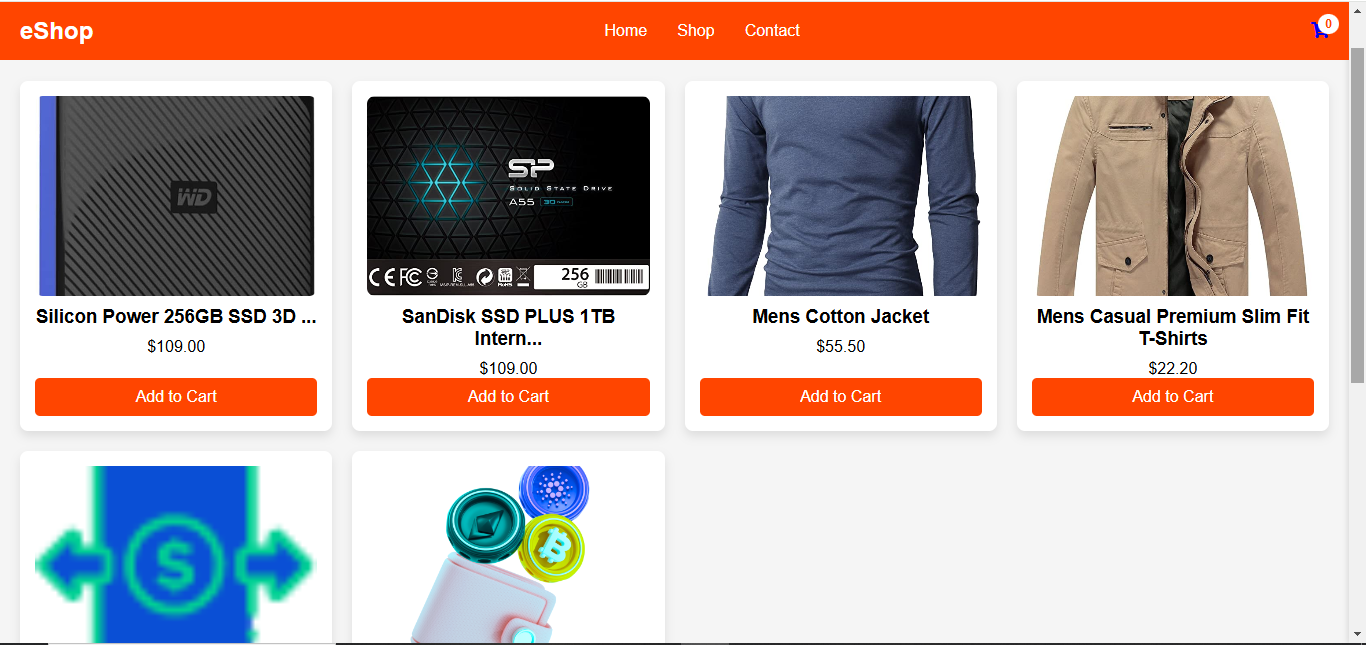 eShop
Home Shop Contact
0
WD
SP
SOLID STATE DRIVE
A55
256
GB
Silicon Power 256GB SSD 3D ...
$109.00
Add to Cart
SanDisk SSD PLUS 1TB
Intern...
$109.00
Add to Cart
Mens Cotton Jacket
$55.50
Add to Cart
Mens Casual Premium Slim Fit
T-Shirts
$22.20
Add to Cart